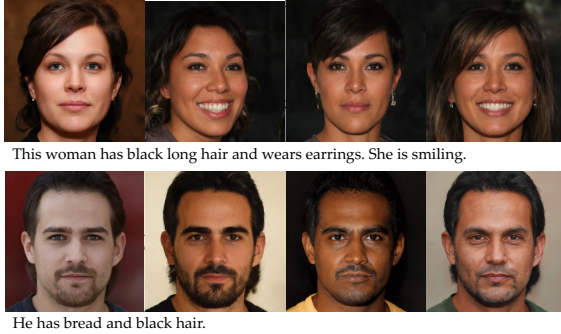 This woman has black long hair and wears earrings. She is smiling.
He has bread and black hair.